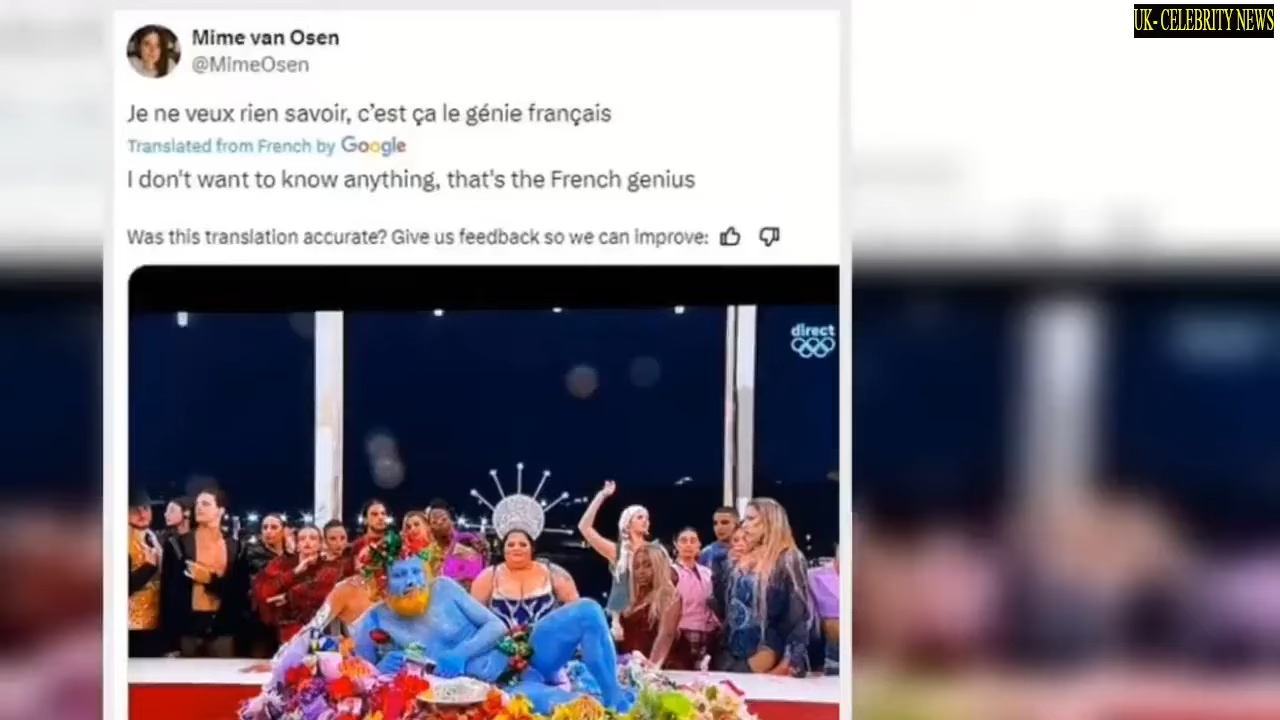 UK- CELEBRITY NEWS
Mime van Osen
@MimeOsen
Je ne veux rien savoir, c’est ça le génie français
Translated from French by Google
I don't want to know anything, that's the French genius
Was this translation accurate? Give us feedback so we can improve:
direct